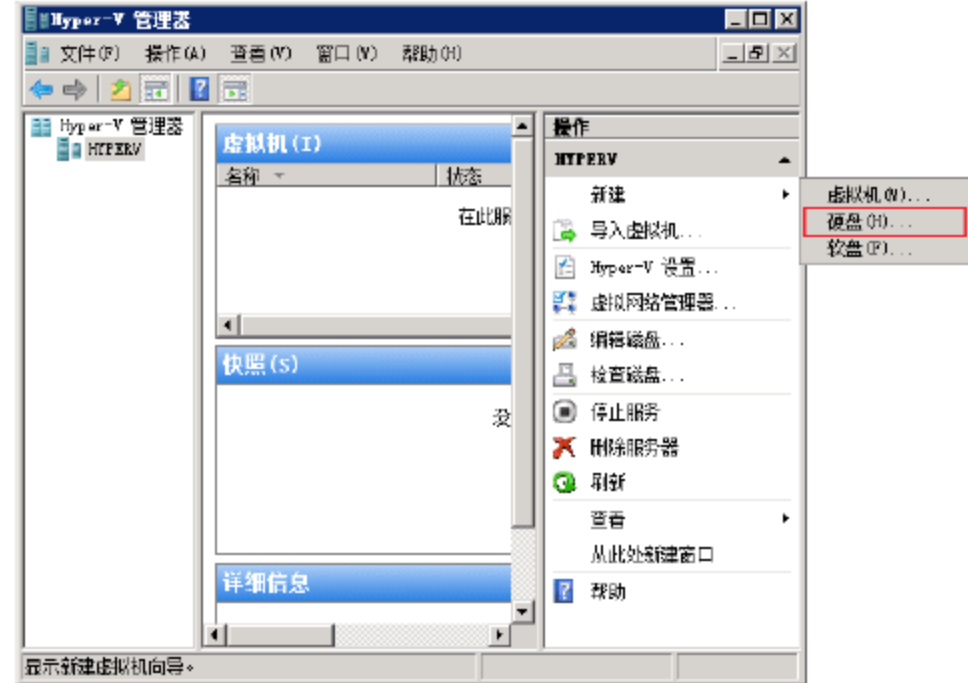 Hyper-V 管理器
文件(F) 操作(A) 查看(V) 窗口(W) 帮助(H)
Hyper-V 管理器
HYPERV
虚拟机(I)
名称 状态
在此服
快照(S)
没
详细信息
操作
HYPERV
新建
导入虚拟机...
Hyper-V 设置...
虚拟网络管理器...
编辑磁盘...
检查磁盘...
停止服务
删除服务器
刷新
查看
从此处新建窗口
帮助
虚拟机(N)...
硬盘(H)...
软盘(F)...
显示新建虚拟机向导。